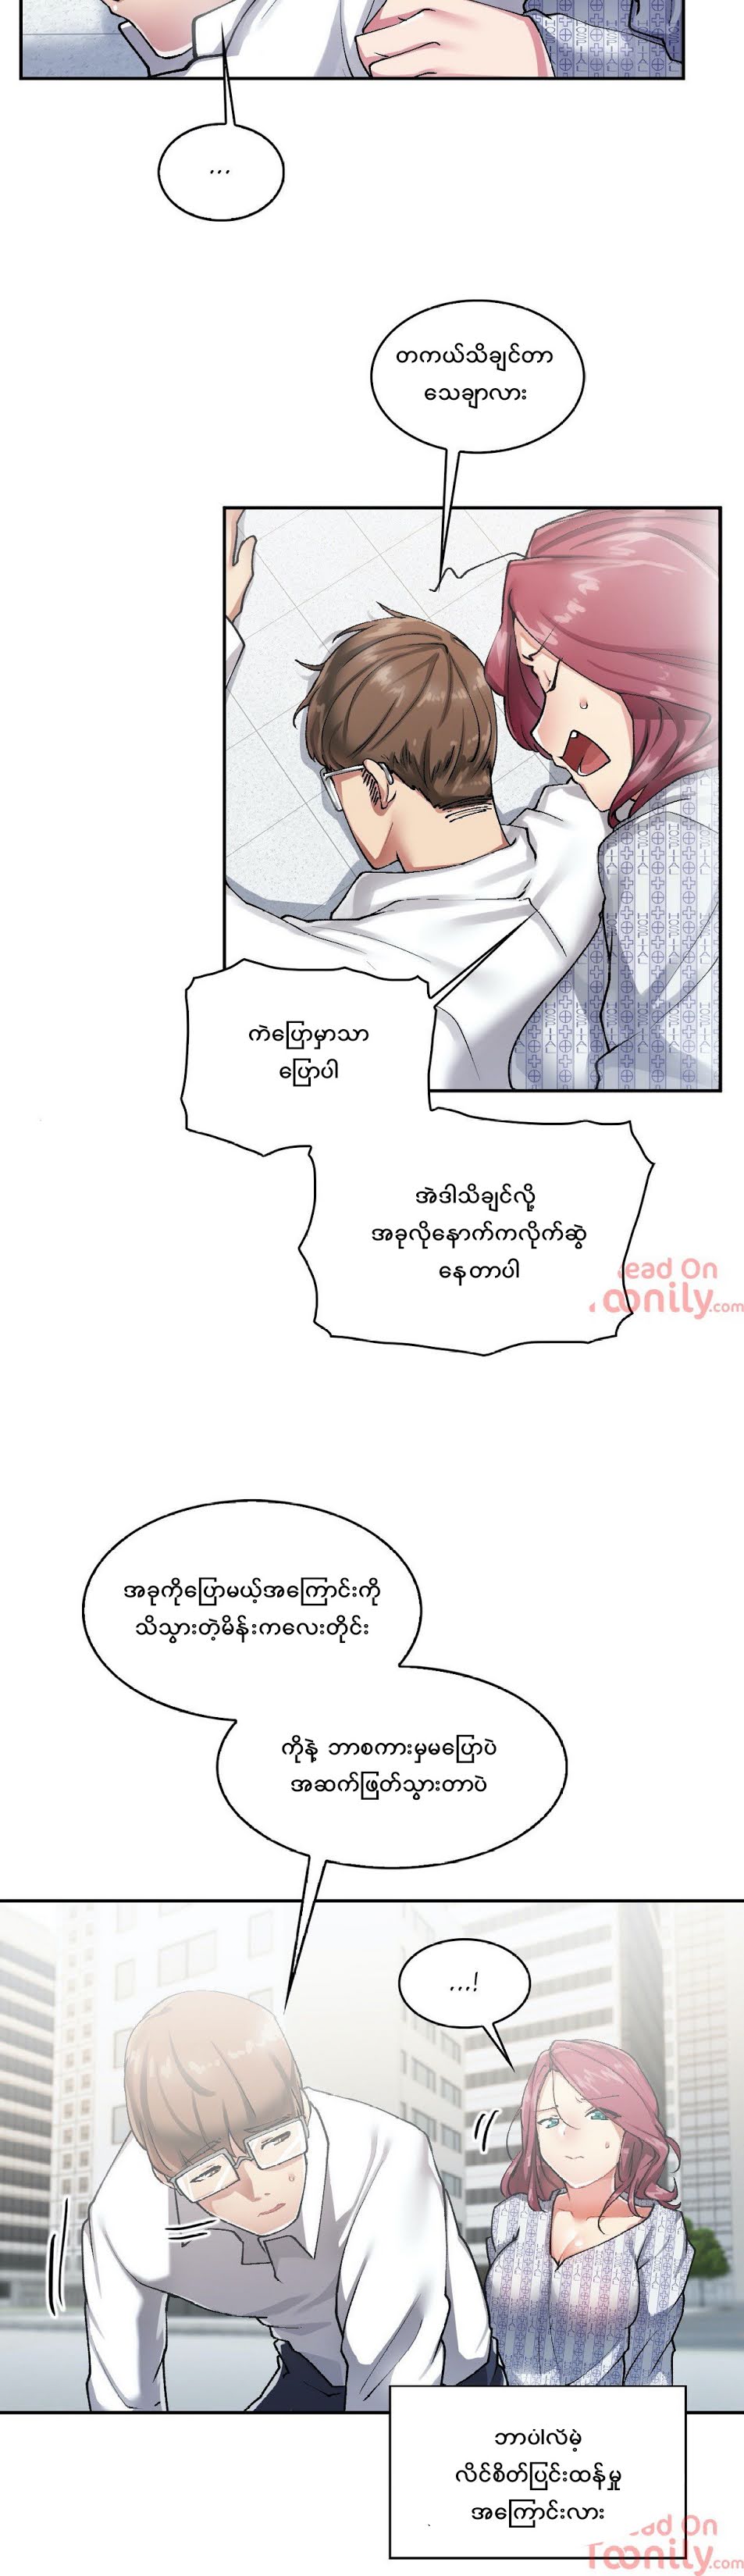 ...
တကယ်သိချင်တာ
သေချာလား
ကဲပြောမှာသာ
ပြောပါ
အဲဒါသိချင်လို့
အခုလိုနောက်ကလိုက်ဆွဲ
နေတာပါ
ead On
Toonily.com
အခုကိုပြောမယ့်အကြောင်းကို
သိသွားတဲ့မိန်းကလေးတိုင်း
ကိုနဲ့ ဘာစကားမှမပြောပဲ
အဆက်ဖြတ်သွားတာပဲ
...!
ဘာပါလိမ့်
လိင်စိတ်ပြင်းထန်မှု
အကြောင်းလား
ead On
Toonily.com